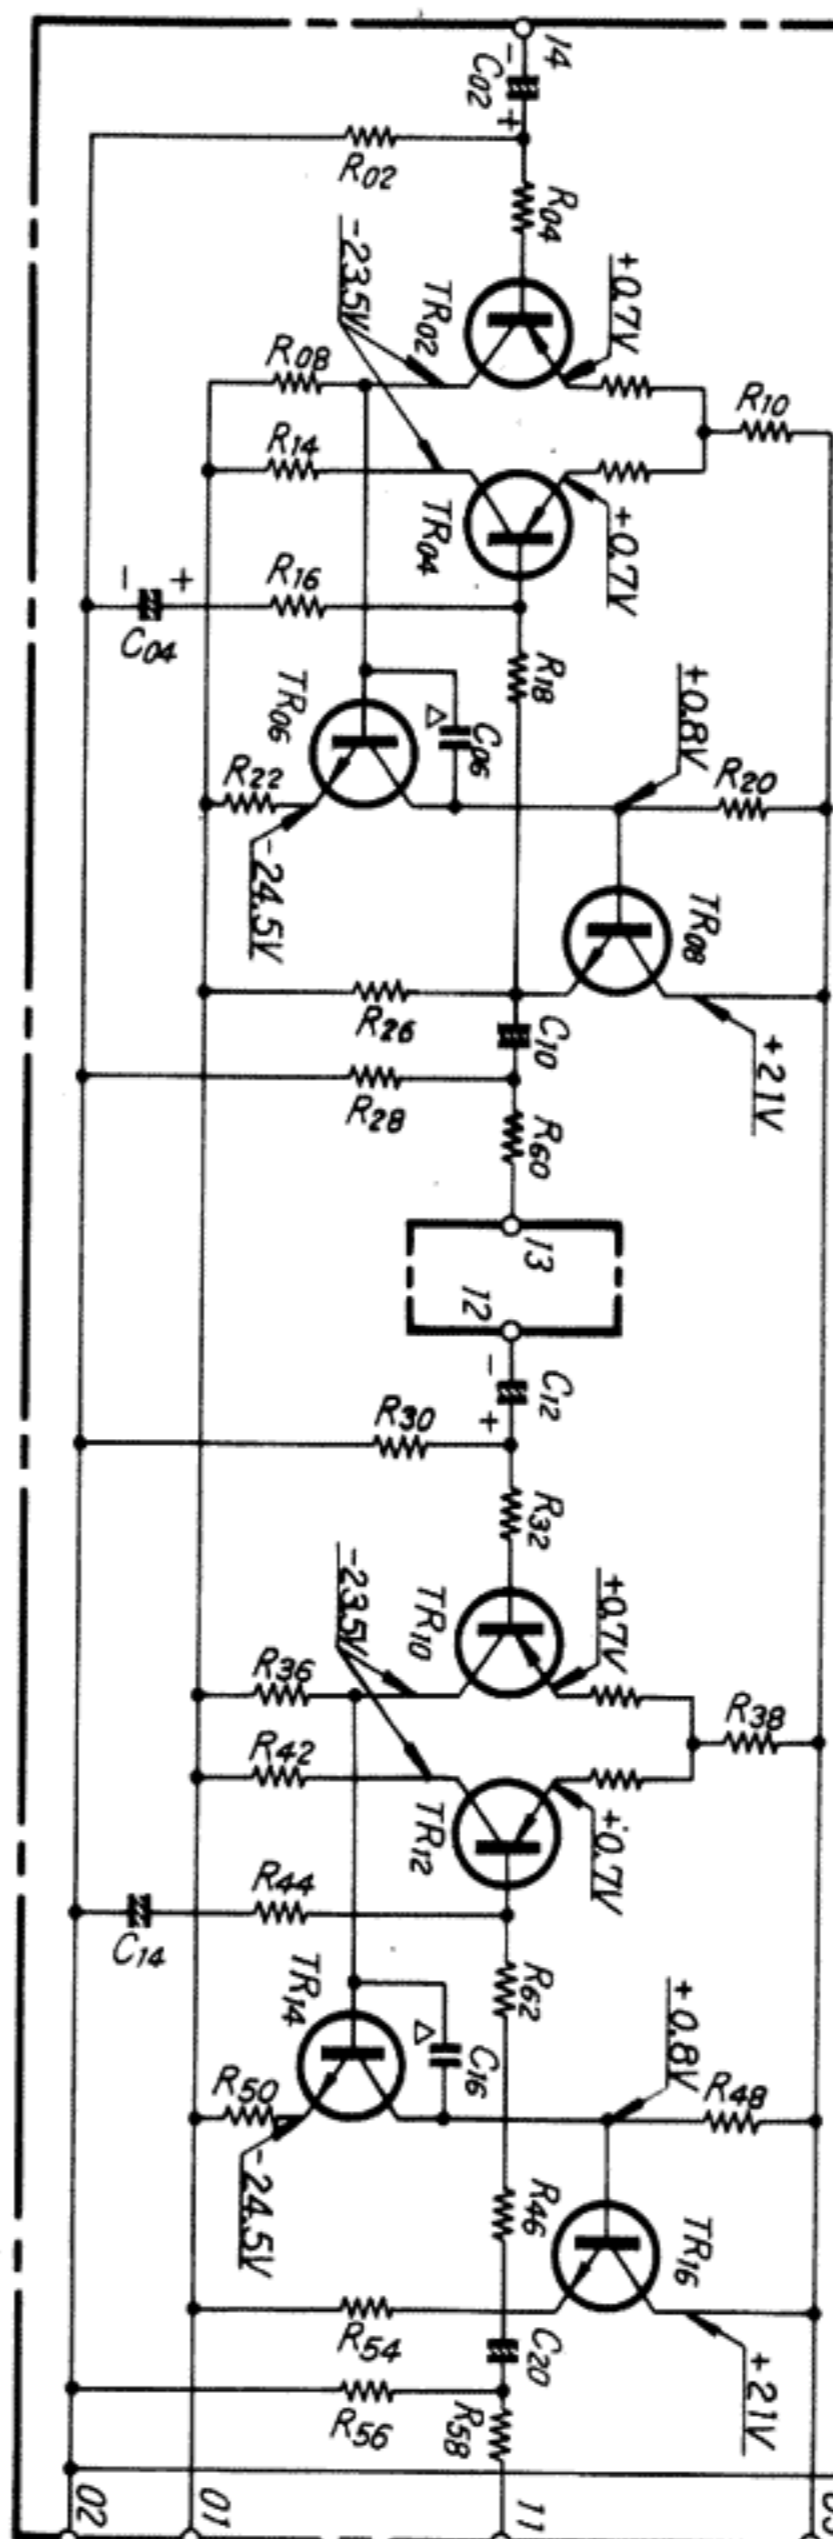 14
−
C02
+
R02
R04
−23.5V
+0.7V
TR02
R08
R10
R14
TR04
+0.7V
R16
−
+
C04
R18
TR06
C06
+0.8V
R22
R20
−24.5V
TR08
R26
C10
+21V
R28
R60
13
12
−
C12
+
R30
R32
−23.5V
+0.7V
TR10
R36
R38
R42
TR12
+0.7V
R44
C14
R62
TR14
C16
+0.8V
R50
R48
−24.5V
R46
TR16
R54
C20
+21V
R56
R58
02
01
11